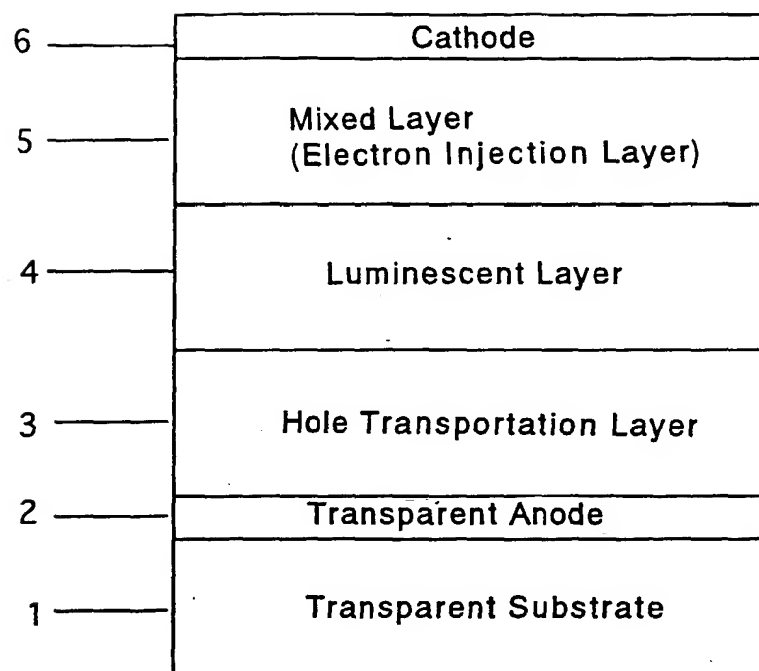 6 Cathode
5 Mixed Layer
(Electron Injection Layer)
4 Luminescent Layer
3 Hole Transportation Layer
2 Transparent Anode
1 Transparent Substrate